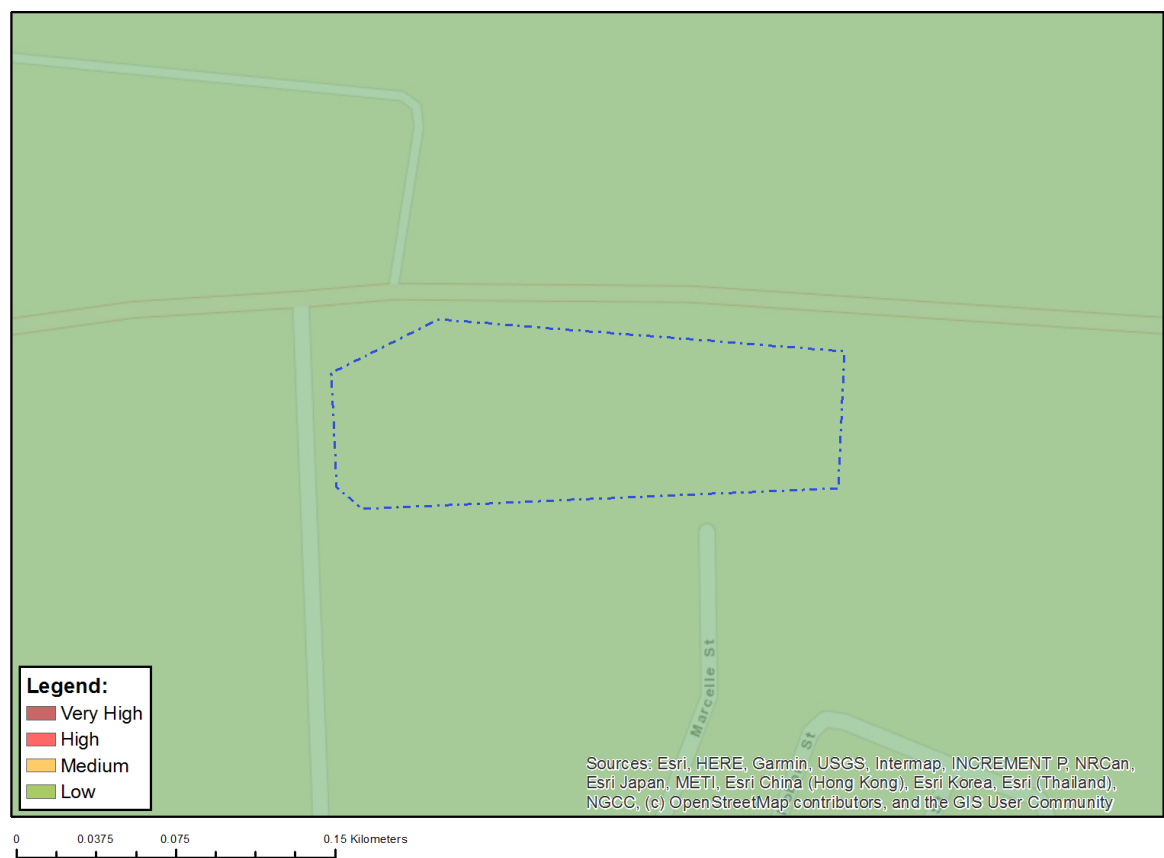 Marcelle St
St
Legend:
Very High
High
Medium
Low
Sources: Esri, HERE, Garmin, USGS, Intermap, INCREMENT P, NRCan,
Esri Japan, METI, Esri China (Hong Kong), Esri Korea, Esri (Thailand),
NGCC, (c) OpenStreetMap contributors, and the GIS User Community
0 0.0375 0.075 0.15 Kilometers